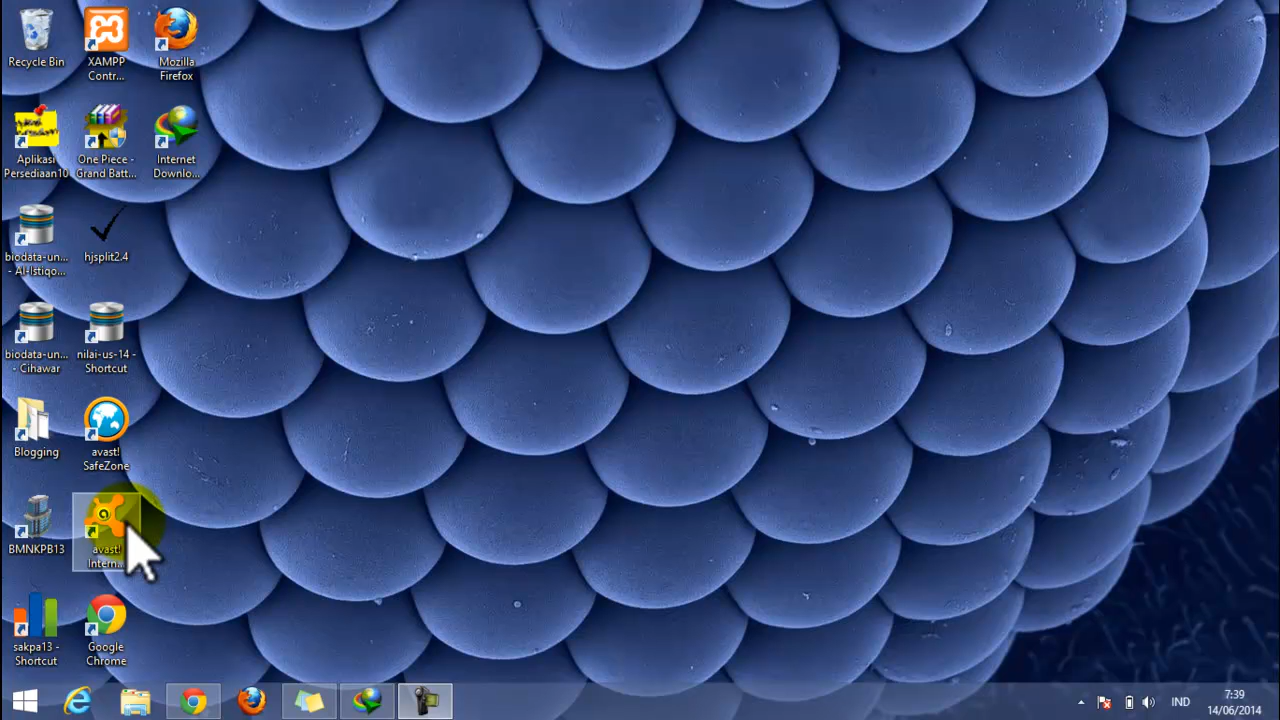 Recycle Bin
XAMPP
Contr...
Mozilla
Firefox
Aplikasi
Persediaan10
One Piece -
Grand Batt...
Internet
Downlo...
biodata-un...
- Al-Istiqo...
hjsplit2.4
biodata-un...
- Cihawar
nilai-us-14 -
Shortcut
Blogging
avast!
SafeZone
BMNKPB13
avast!
Intern...
sakpa13 -
Shortcut
Google
Chrome
IND
7:39
14/06/2014